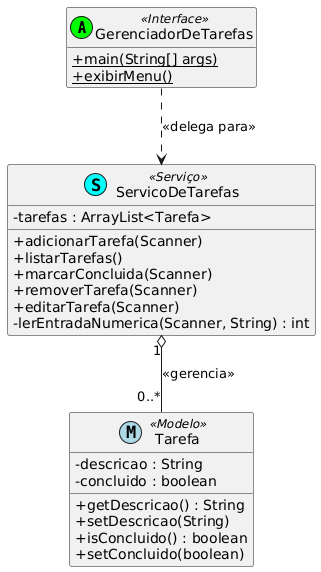 A
«Interface»
GerenciadorDeTarefas
+main(String[] args)
+exibirMenu()
«delega para»
S
«Serviço»
ServicoDeTarefas
-tarefas : ArrayList<Tarefa>
+adicionarTarefa(Scanner)
+listarTarefas()
+marcarConcluida(Scanner)
+removerTarefa(Scanner)
+editarTarefa(Scanner)
-lerEntradaNumerica(Scanner, String) : int
1
«gerencia»
0..*
M
«Modelo»
Tarefa
-descricao : String
-concluido : boolean
+getDescricao() : String
+setDescricao(String)
+isConcluido() : boolean
+setConcluido(boolean)